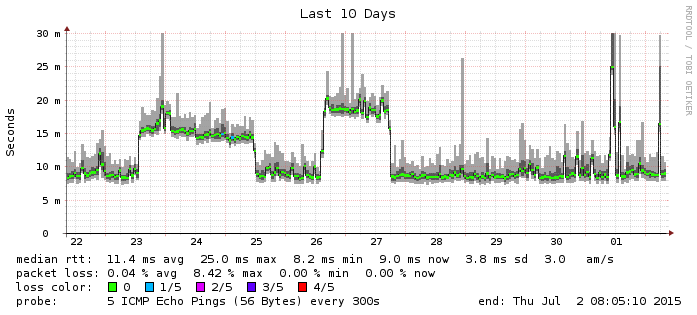 Last 10 Days
RRDTOOL / TOBI OETIKER
Seconds
30 m
20 m
15 m
10 m
5 m
0
22 23 24 25 26 27 28 29 30 01
median rtt: 11.4 ms avg 25.0 ms max 8.2 ms min 9.0 ms now 3.8 ms sd 3.0 am/s
packet loss: 0.04 % avg 8.42 % max 0.00 % min 0.00 % now
loss color: 0 1/5 2/5 3/5 4/5
probe: 5 ICMP Echo Pings (56 Bytes) every 300s end: Thu Jul 2 08:05:10 2015